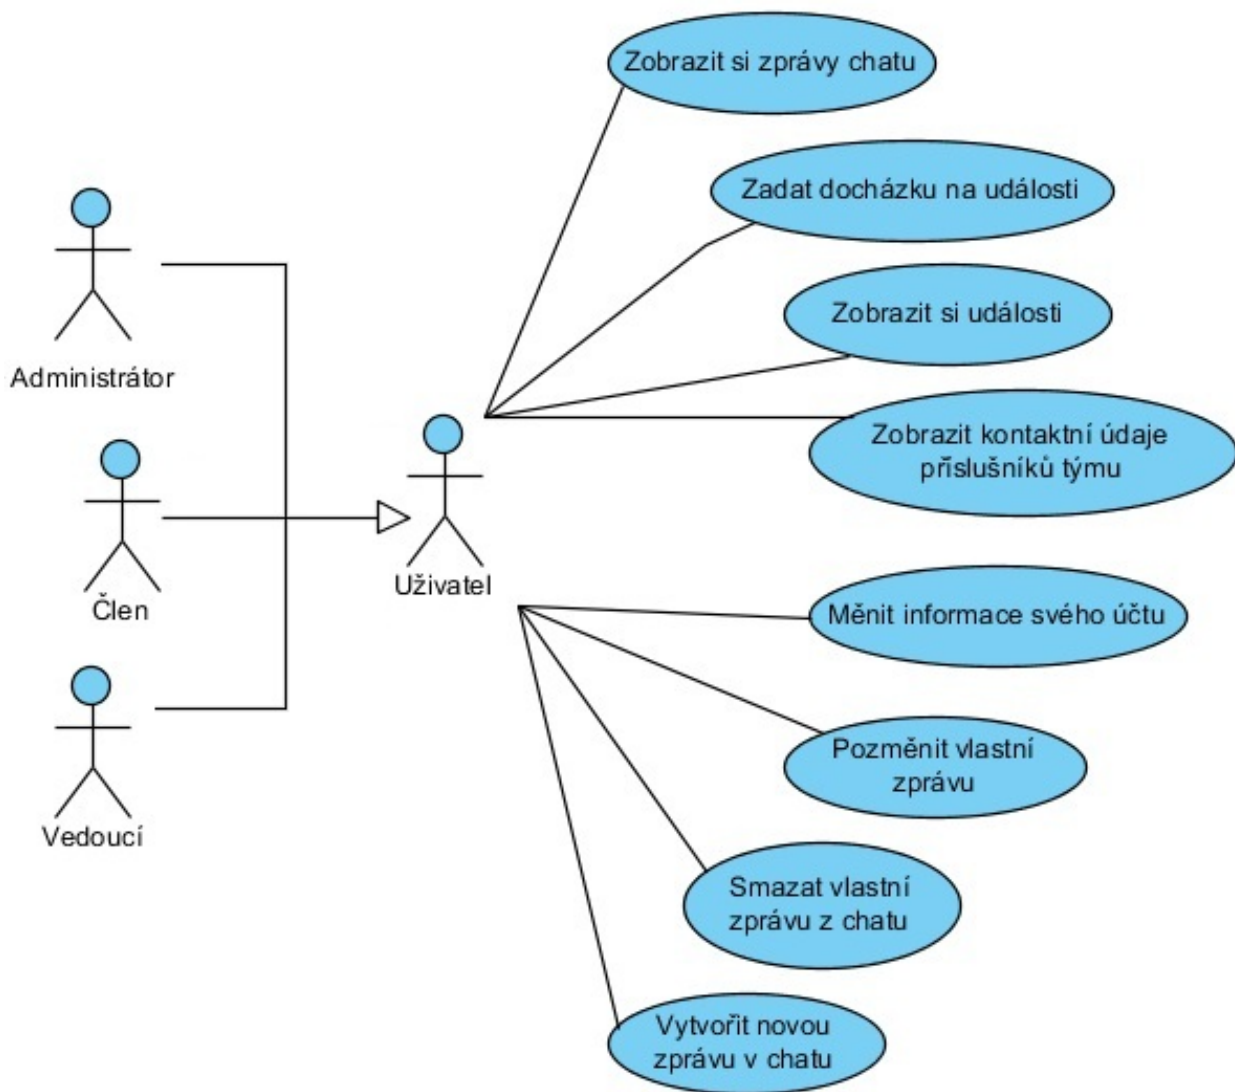 Zobrazit si zprávy chatu
Zadat docházku na události
Zobrazit si události
Administrátor
Zobrazit kontaktní údaje
příslušníků týmu
Uživatel
Člen
Měnit informace svého účtu
Pozměnit vlastní
zprávu
Vedoucí
Smazat vlastní
zprávu z chatu
Vytvořit novou
zprávu v chatu